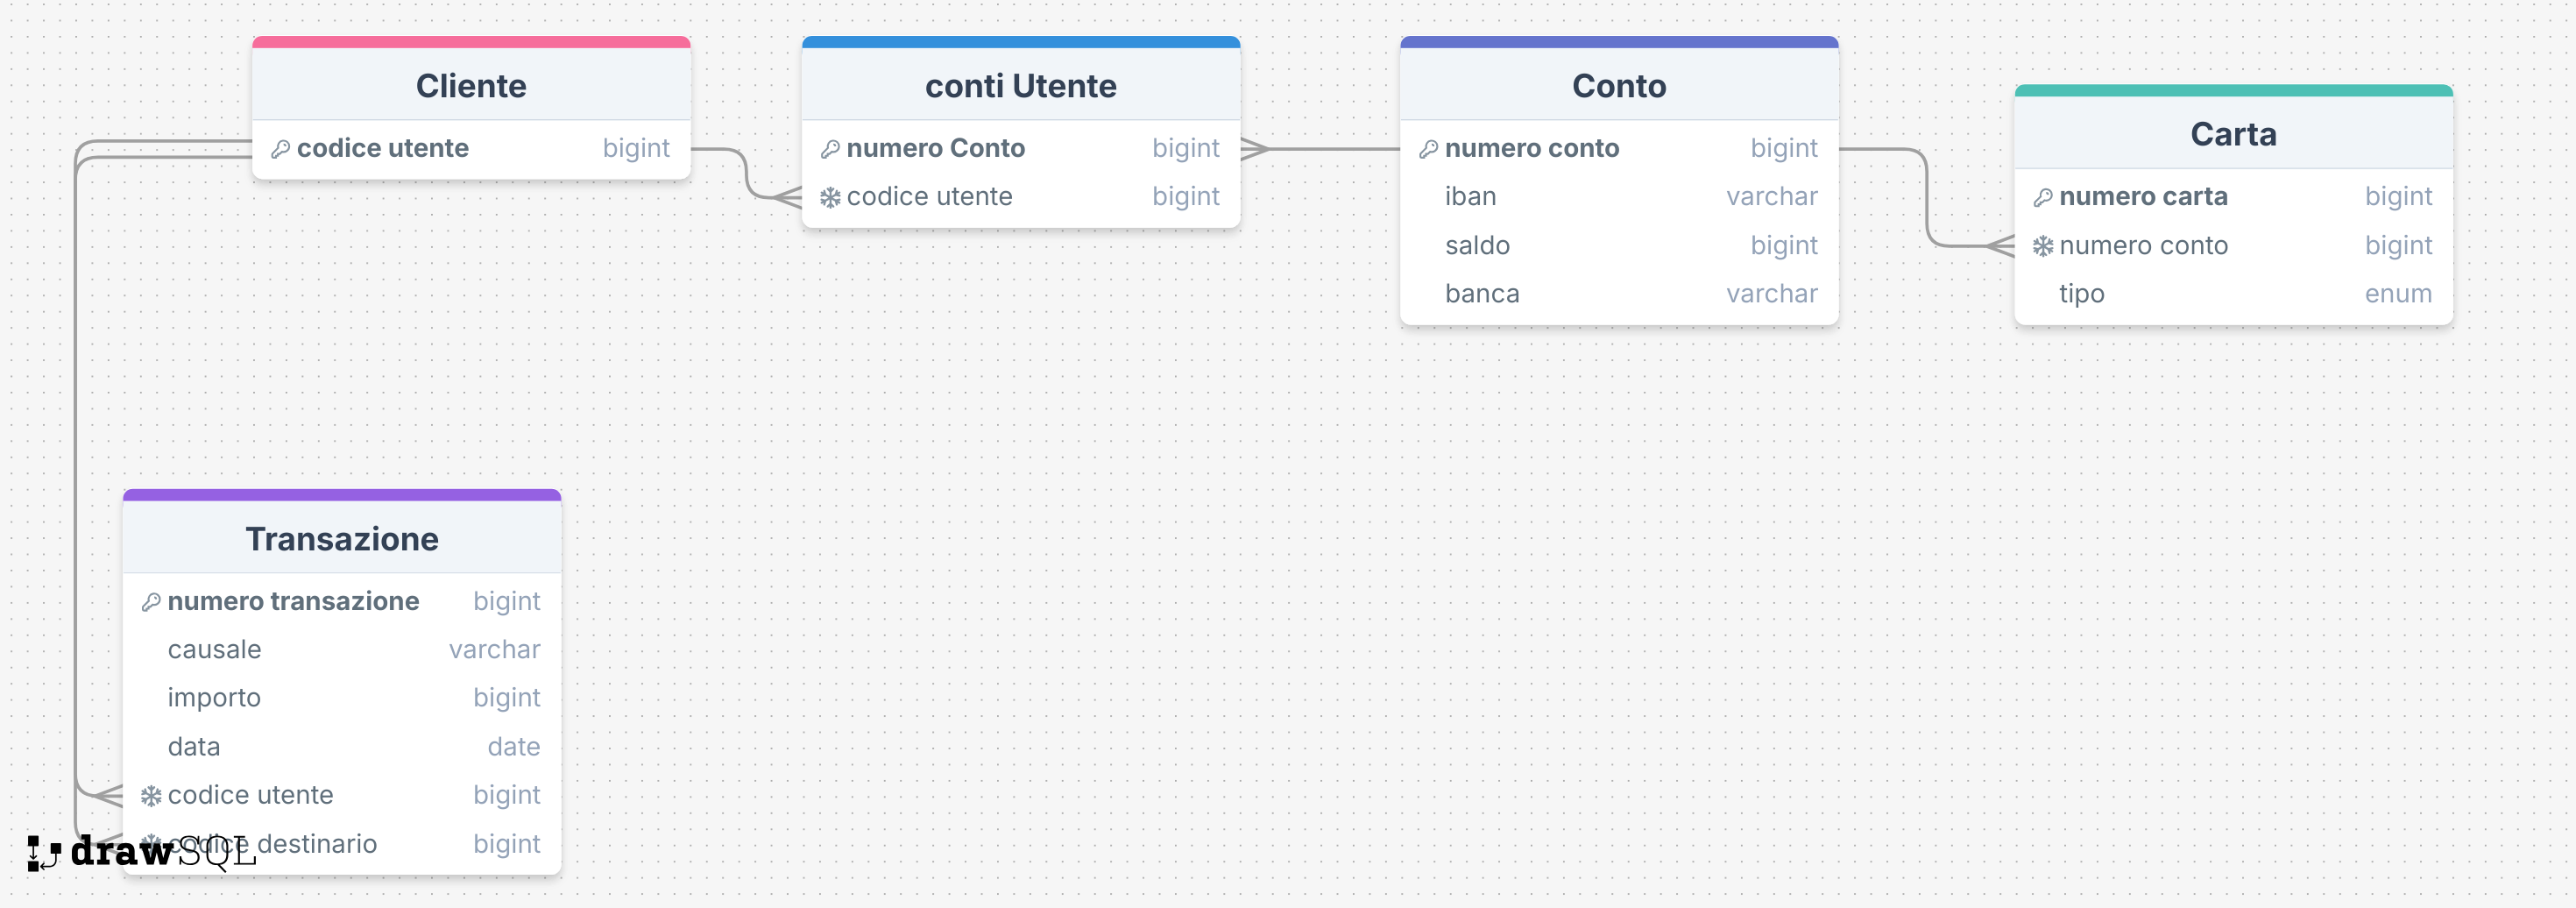 Cliente
codice utente bigint
conti Utente
numero Conto bigint
codice utente bigint
Conto
numero conto bigint
iban varchar
saldo bigint
banca varchar
Carta
numero carta bigint
numero conto bigint
tipo enum
Transazione
numero transazione bigint
causale varchar
importo bigint
data date
codice utente bigint
codice destinario bigint
drawSQL